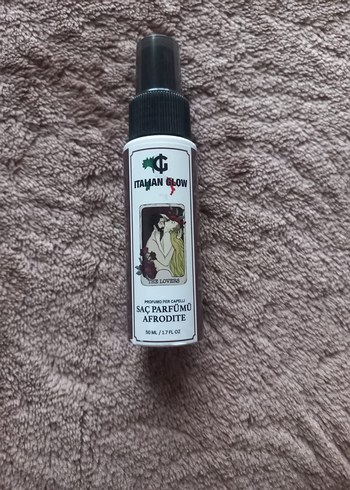 IG
ITALIAN GLOW
THE LOVERS
PROFUMO PER CAPELLI
SAÇ PARFÜMÜ
AFRODITE
50 ML / 1.7 FL OZ